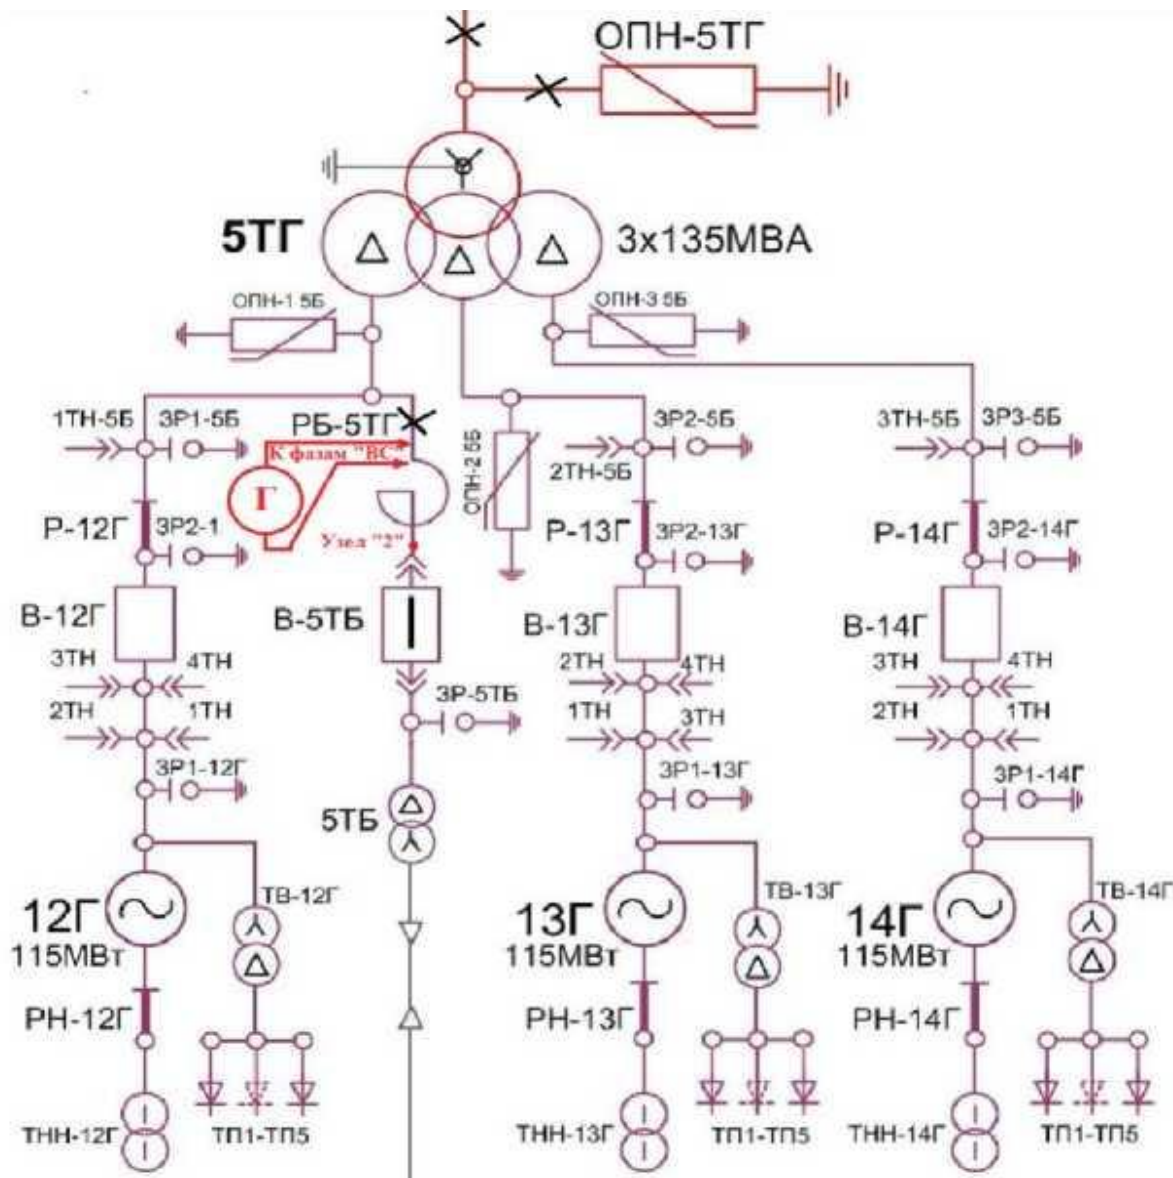 ОПН-5ТГ
5ТГ
3х135МВА
ОПН-1 5Б
ОПН-3 5Б
1ТН-5Б
ЗР1-5Б
РБ-5ТГ
К фазам "ВС"
ОПН-2 5Б
2ТН-5Б
ЗР2-5Б
3ТН-5Б
ЗР3-5Б
Г
Р-12Г
ЗР2-1
Узел "2"
Р-13Г
ЗР2-13Г
Р-14Г
ЗР2-14Г
В-12Г
В-5ТБ
В-13Г
В-14Г
3ТН
4ТН
2ТН
4ТН
3ТН
4ТН
2ТН
1ТН
ЗР-5ТБ
1ТН
3ТН
2ТН
1ТН
ЗР1-12Г
ЗР1-13Г
ЗР1-14Г
5ТБ
ТВ-12Г
ТВ-13Г
ТВ-14Г
12Г
115МВт
13Г
115МВт
14Г
115МВт
РН-12Г
РН-13Г
РН-14Г
ТНН-12Г
ТП1-ТП5
ТНН-13Г
ТП1-ТП5
ТНН-14Г
ТП1-ТП5